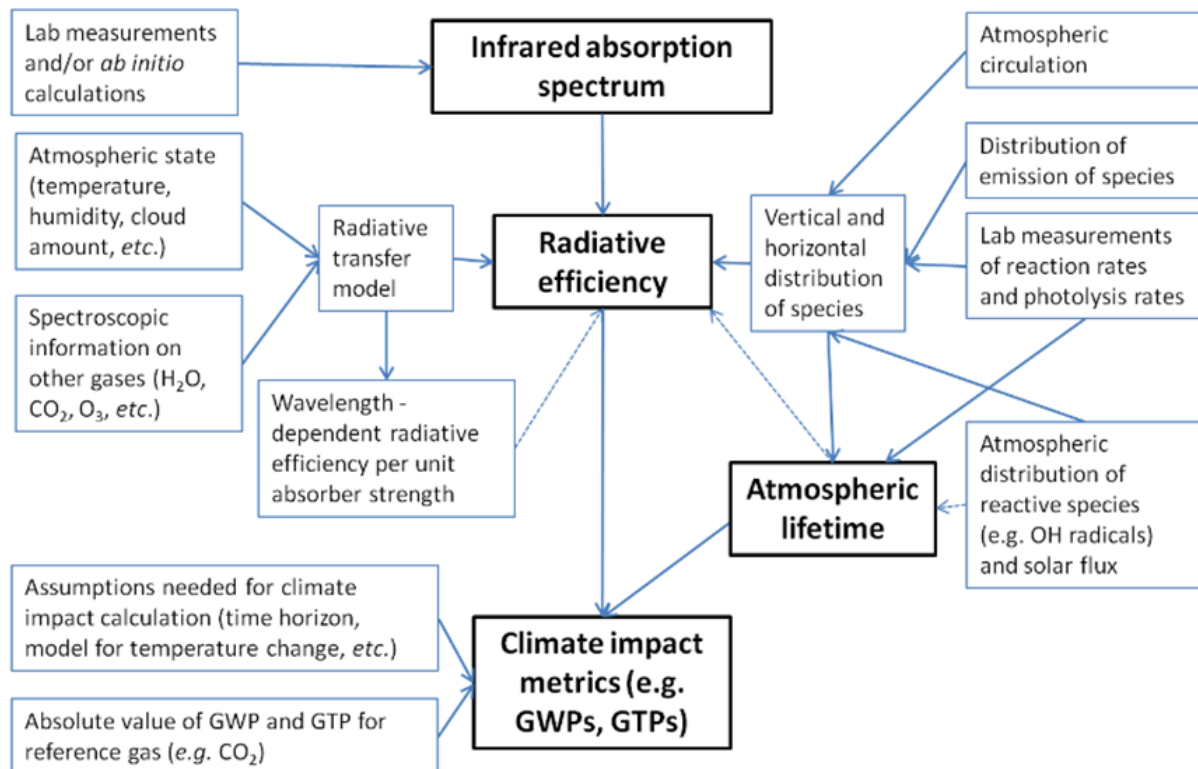 Lab measurements
and/or ab initio
calculations
Infrared absorption
spectrum
Atmospheric
circulation
Atmospheric state
(temperature,
humidity, cloud
amount, etc.)
Distribution of
emission of species
Radiative
transfer
model
Radiative
efficiency
Vertical and
horizontal
distribution
of species
Lab measurements
of reaction rates
and photolysis rates
Spectroscopic
information on
other gases (H₂O,
CO₂, O₃, etc.)
Wavelength -
dependent radiative
efficiency per unit
absorber strength
Atmospheric
lifetime
Atmospheric
distribution of
reactive species
(e.g. OH radicals)
and solar flux
Assumptions needed for climate
impact calculation (time horizon,
model for temperature change, etc.)
Climate impact
metrics (e.g.
GWPs, GTPs)
Absolute value of GWP and GTP for
reference gas (e.g. CO₂)